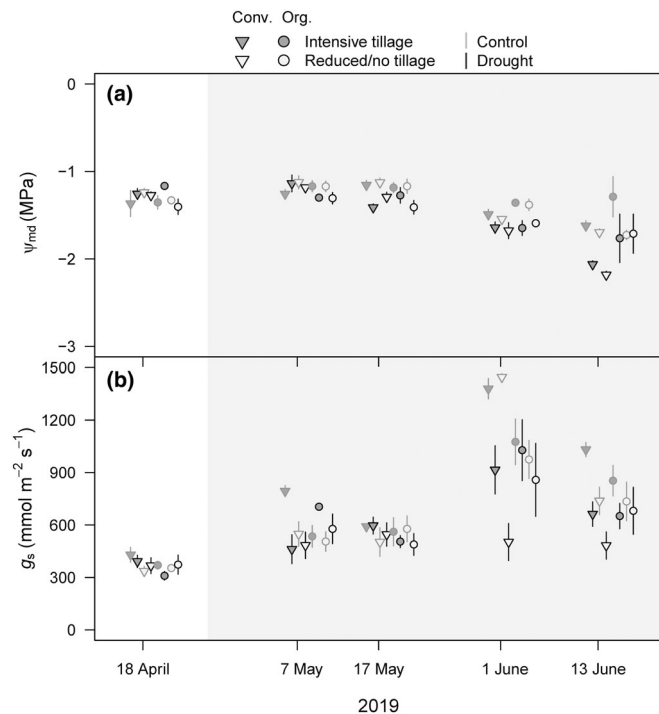 Conv. Org.
Intensive tillage Control
Reduced/no tillage Drought
(a)
0
−1
−2
−3
ψmd (MPa)
(b)
1500
1200
900
600
300
0
gs (mmol m−2 s−1)
18 April 7 May 17 May 1 June 13 June
2019